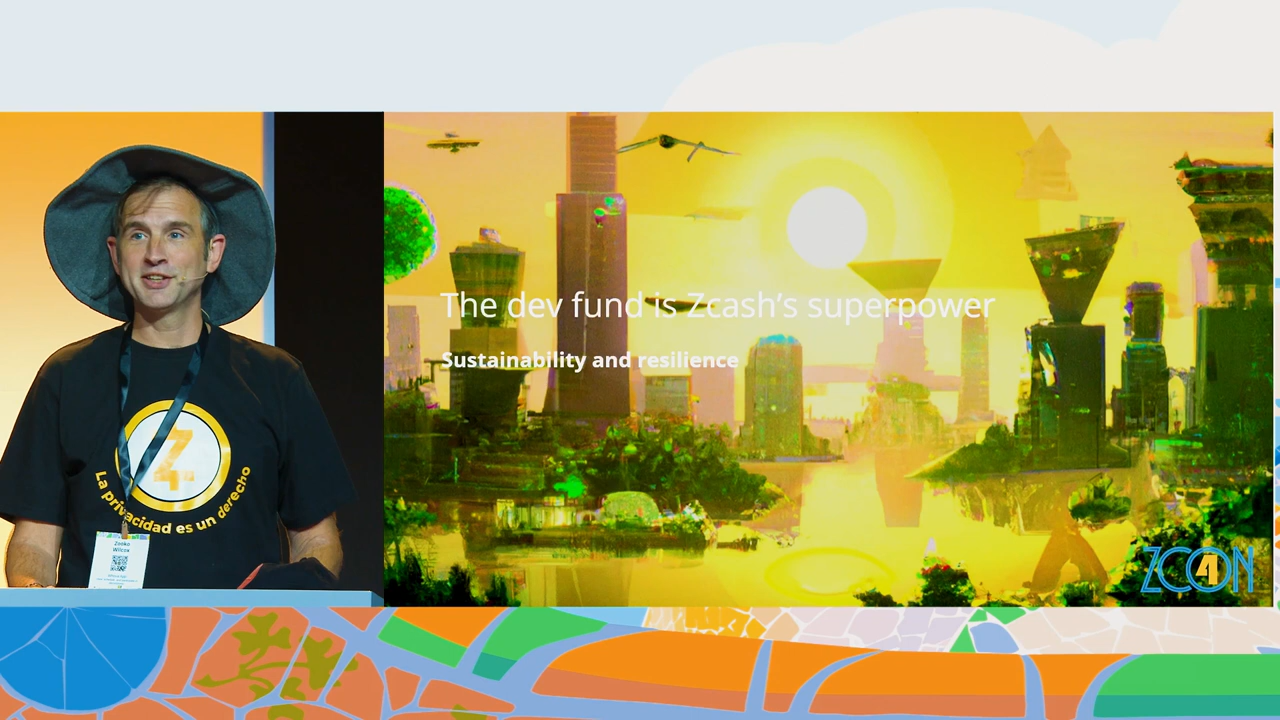 The dev fund is Zcash’s superpower
Sustainability and resilience
La privacidad es un derecho
Zooko
Wilcox
ZCON4